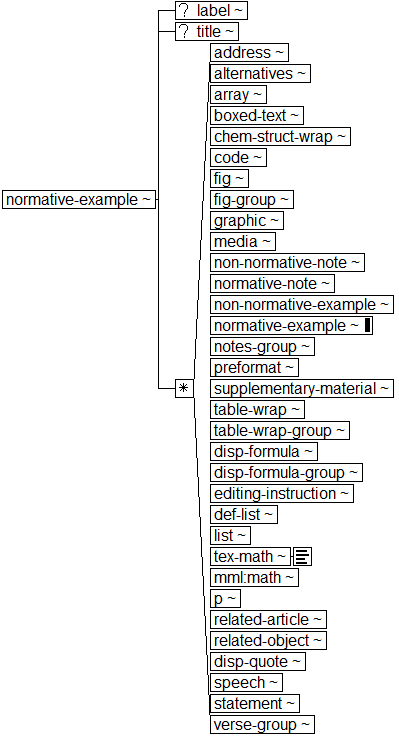 ? label ~
? title ~
address ~
alternatives ~
array ~
boxed-text ~
chem-struct-wrap ~
code ~
fig ~
normative-example ~
fig-group ~
graphic ~
media ~
non-normative-note ~
normative-note ~
non-normative-example ~
normative-example ~
notes-group ~
preformat ~
* supplementary-material ~
table-wrap ~
table-wrap-group ~
disp-formula ~
disp-formula-group ~
editing-instruction ~
def-list ~
list ~
tex-math ~
mml:math ~
p ~
related-article ~
related-object ~
disp-quote ~
speech ~
statement ~
verse-group ~